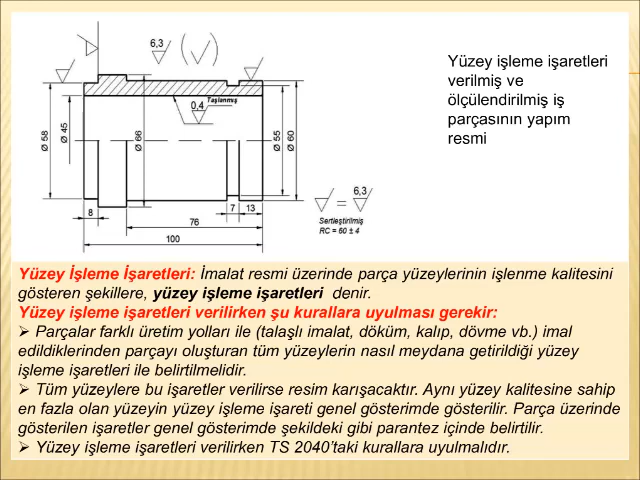 6,3
Yüzey işleme işaretleri
verilmiş ve
ölçülendirilmiş iş
parçasının yapım
resmi
0,4
Taşlanmış
Ø 58
Ø 45
Ø 66
Ø 55
Ø 60
8
7
13
76
100
6,3
=
Sertleştirilmiş
RC = 60 ± 4
Yüzey İşleme İşaretleri: İmalat resmi üzerinde parça yüzeylerinin işlenme kalitesini
gösteren şekillere, yüzey işleme işaretleri denir.
Yüzey işleme işaretleri verilirken şu kurallara uyulması gerekir:
➢ Parçalar farklı üretim yolları ile (talaşlı imalat, döküm, kalıp, dövme vb.) imal
edildiklerinden parçayı oluşturan tüm yüzeylerin nasıl meydana getirildiği yüzey
işleme işaretleri ile belirtilmelidir.
➢ Tüm yüzeylere bu işaretler verilirse resim karışacaktır. Aynı yüzey kalitesine sahip
en fazla olan yüzeyin yüzey işleme işareti genel gösterimde gösterilir. Parça üzerinde
gösterilen işaretler genel gösterimde şekildeki gibi parantez içinde belirtilir.
➢ Yüzey işleme işaretleri verilirken TS 2040’taki kurallara uyulmalıdır.